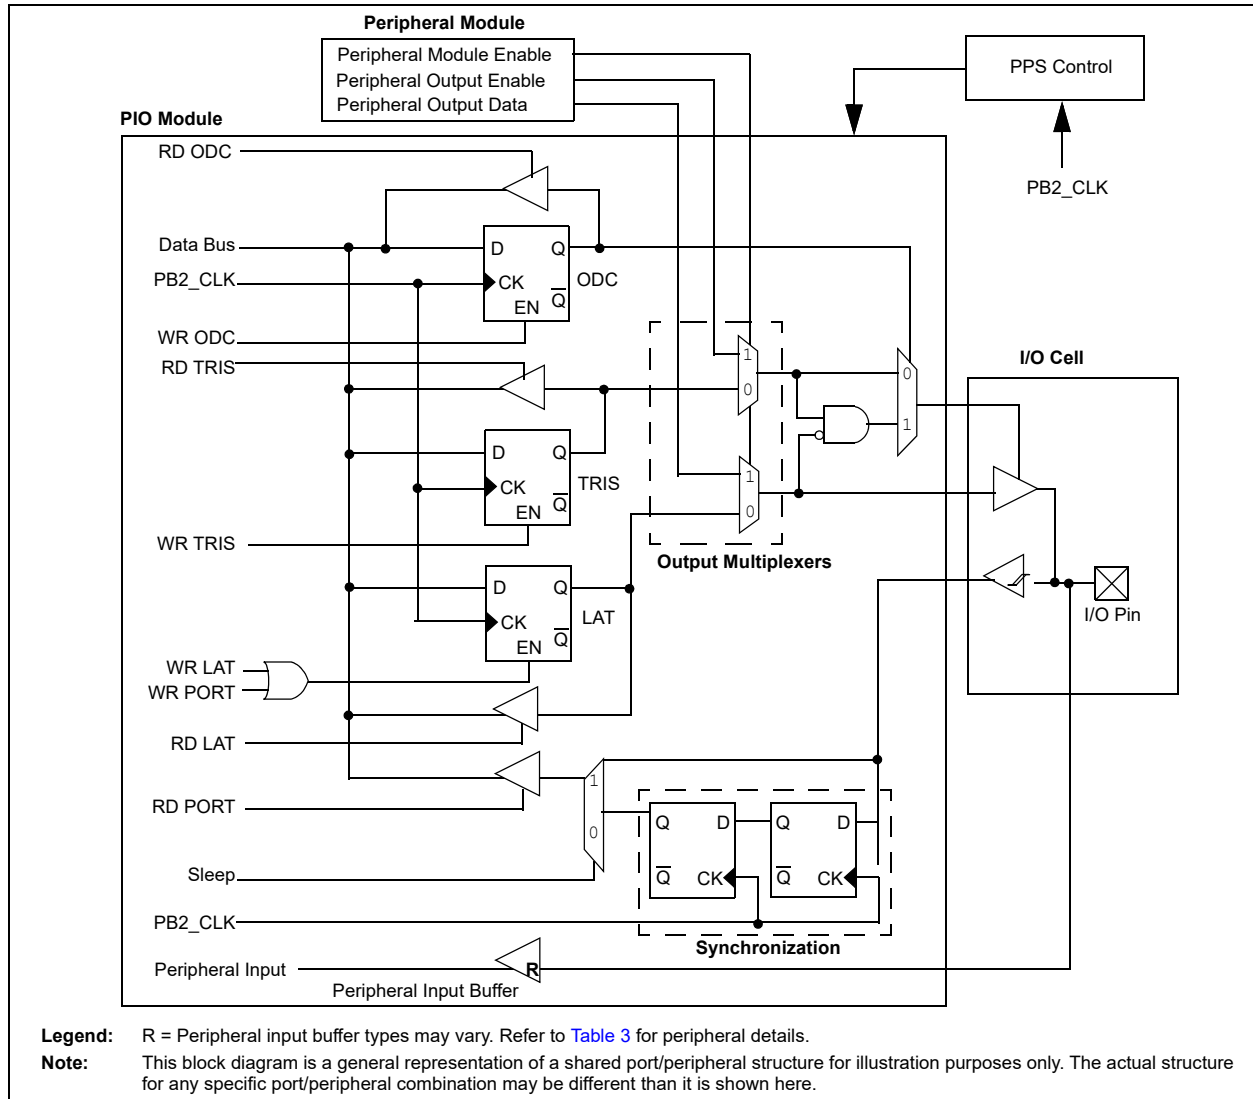 Peripheral Module
Peripheral Module Enable
Peripheral Output Enable
Peripheral Output Data
PPS Control
PB2_CLK
PIO Module
RD ODC
Data Bus
PB2_CLK
WR ODC
RD TRIS
D Q
CK
EN Q
ODC
1
0
0
1
I/O Cell
D Q
CK
EN Q
TRIS
1
0
WR TRIS
Output Multiplexers
D Q
CK
EN Q
LAT
I/O Pin
WR LAT
WR PORT
RD LAT
RD PORT
1
0
Q D Q D
Q CK Q CK
Sleep
PB2_CLK
Synchronization
Peripheral Input
R
Peripheral Input Buffer
Legend: R = Peripheral input buffer types may vary. Refer to Table 3 for peripheral details.
Note: This block diagram is a general representation of a shared port/peripheral structure for illustration purposes only. The actual structure
for any specific port/peripheral combination may be different than it is shown here.